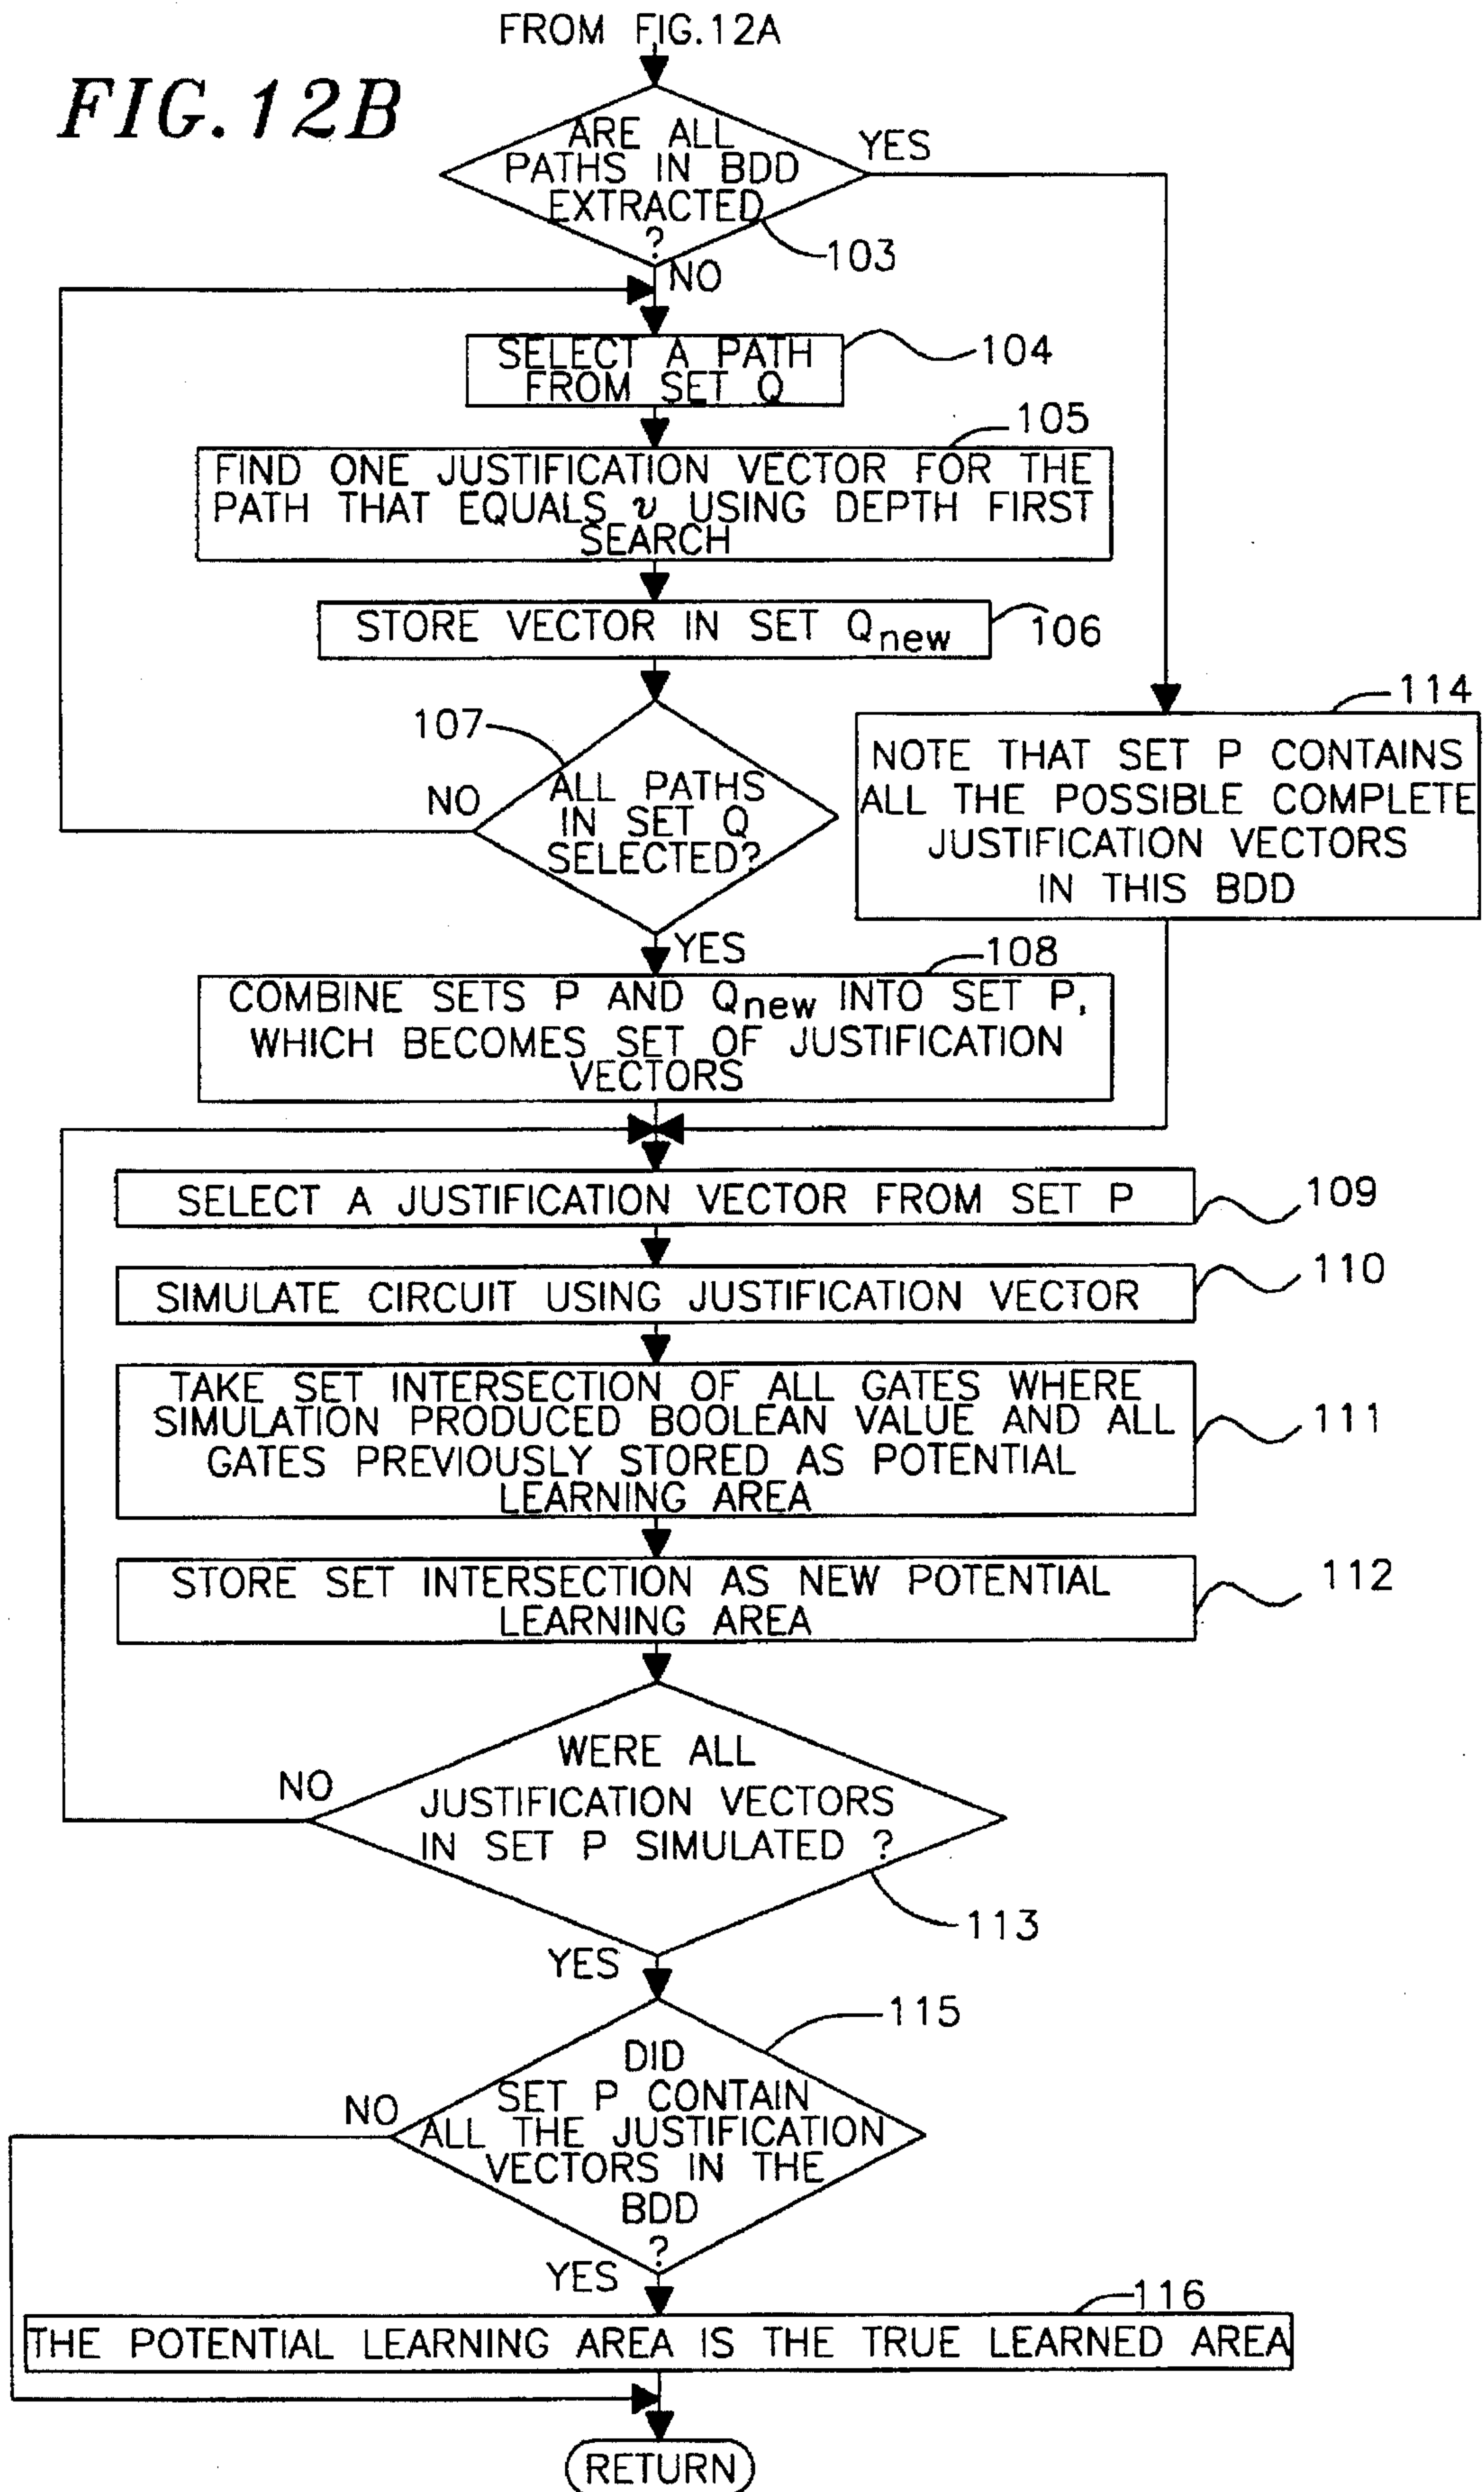 FROM FIG.12A
FIG.12B
ARE ALL
PATHS IN BDD
EXTRACTED
?
YES
103
NO
SELECT A PATH
FROM SET Q
104
105
FIND ONE JUSTIFICATION VECTOR FOR THE
PATH THAT EQUALS v USING DEPTH FIRST
SEARCH
STORE VECTOR IN SET Qnew
106
107
ALL PATHS
IN SET Q
SELECTED?
NO
114
NOTE THAT SET P CONTAINS
ALL THE POSSIBLE COMPLETE
JUSTIFICATION VECTORS
IN THIS BDD
YES
108
COMBINE SETS P AND Qnew INTO SET P,
WHICH BECOMES SET OF JUSTIFICATION
VECTORS
SELECT A JUSTIFICATION VECTOR FROM SET P
109
SIMULATE CIRCUIT USING JUSTIFICATION VECTOR
110
TAKE SET INTERSECTION OF ALL GATES WHERE
SIMULATION PRODUCED BOOLEAN VALUE AND ALL
GATES PREVIOUSLY STORED AS POTENTIAL
LEARNING AREA
111
STORE SET INTERSECTION AS NEW POTENTIAL
LEARNING AREA
112
WERE ALL
JUSTIFICATION VECTORS
IN SET P SIMULATED ?
NO
113
YES
115
DID
SET P CONTAIN
ALL THE JUSTIFICATION
VECTORS IN THE
BDD
?
NO
YES
116
THE POTENTIAL LEARNING AREA IS THE TRUE LEARNED AREA
RETURN